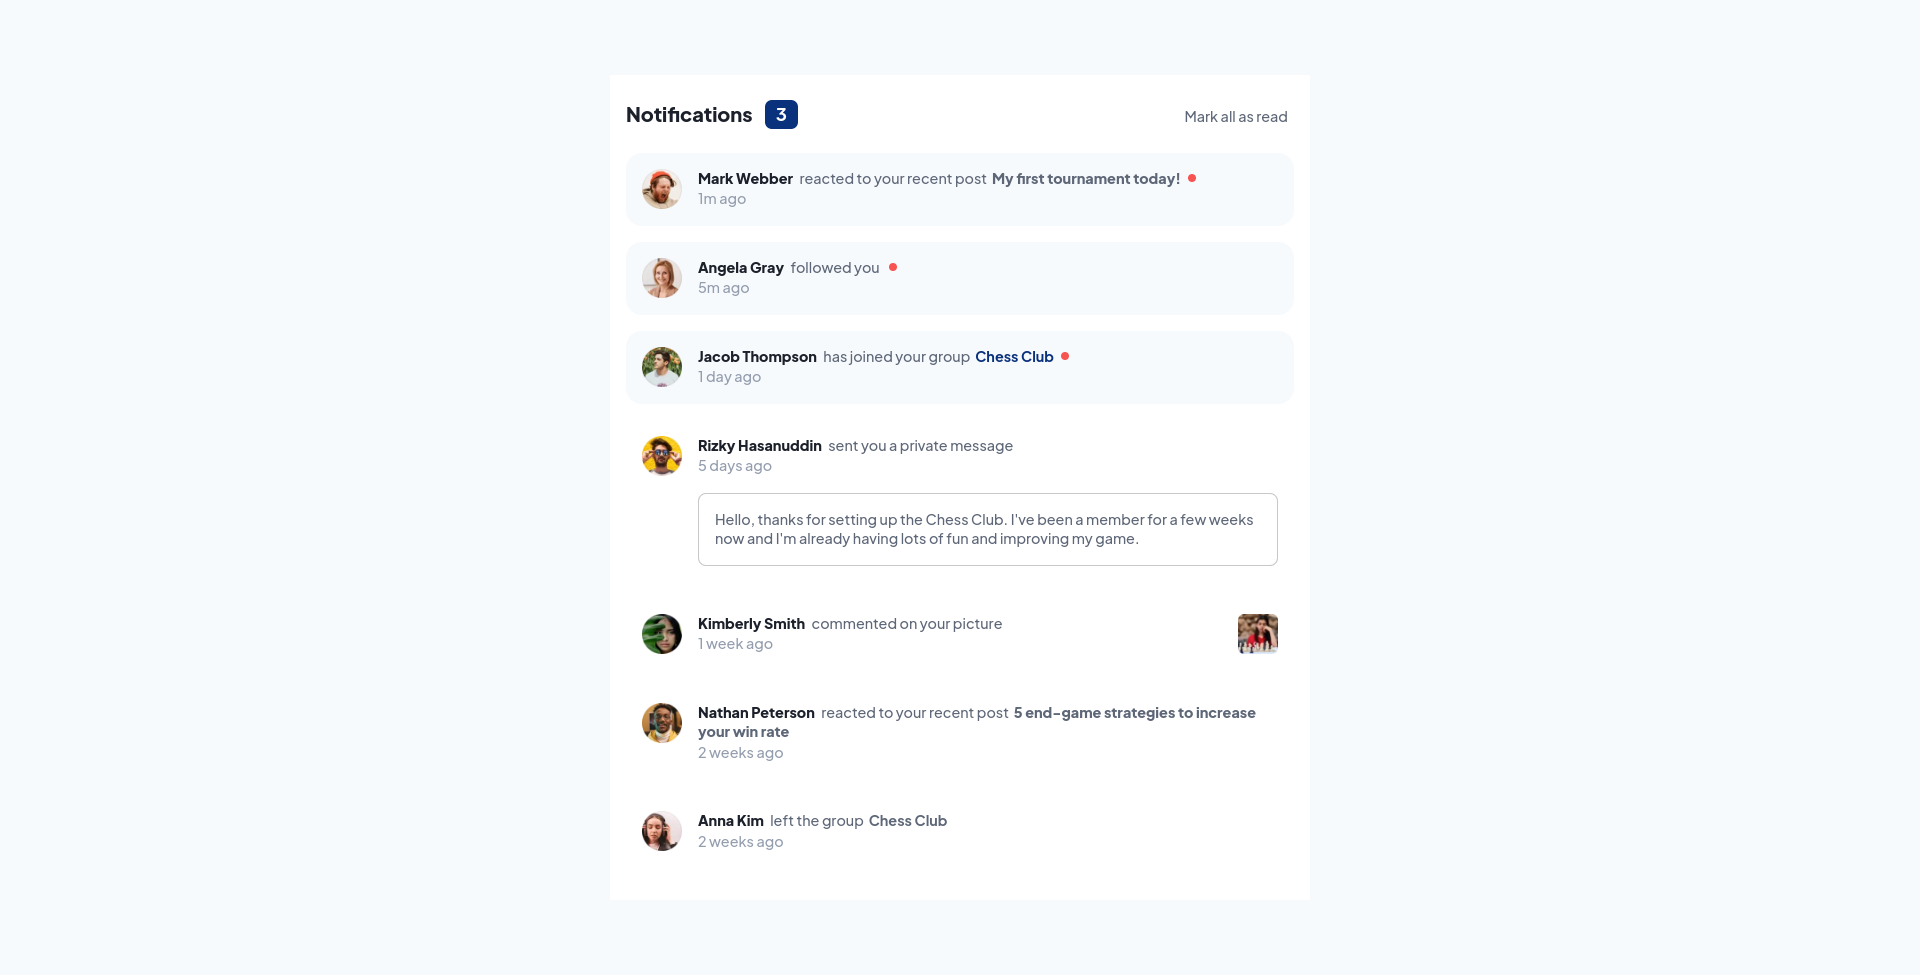 Notifications 3
Mark all as read
Mark Webber reacted to your recent post My first tournament today!
1m ago
Angela Gray followed you
5m ago
Jacob Thompson has joined your group Chess Club
1 day ago
Rizky Hasanuddin sent you a private message
5 days ago
Hello, thanks for setting up the Chess Club. I've been a member for a few weeks
now and I'm already having lots of fun and improving my game.
Kimberly Smith commented on your picture
1 week ago
Nathan Peterson reacted to your recent post 5 end-game strategies to increase
your win rate
2 weeks ago
Anna Kim left the group Chess Club
2 weeks ago